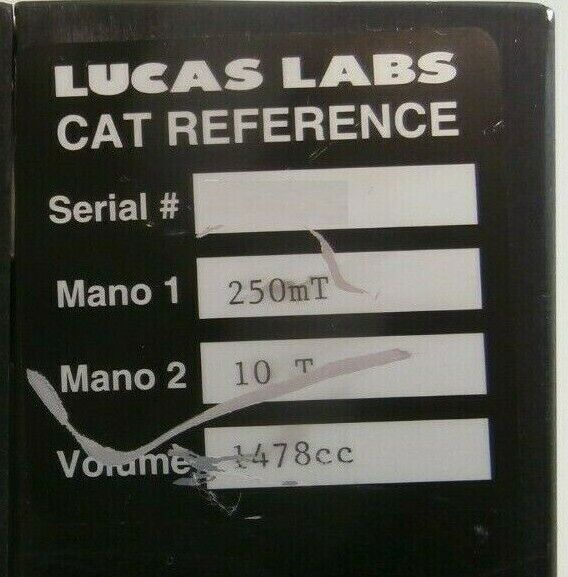 LUCAS LABS
CAT REFERENCE
Serial #
Mano 1 250mT
Mano 2 10 T
Volume 1478cc